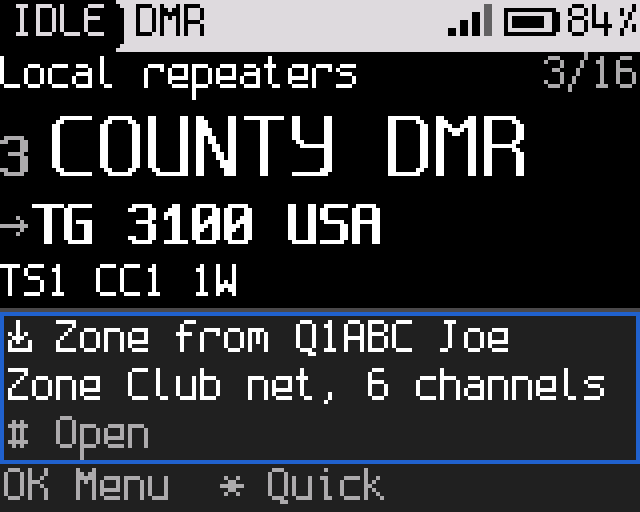 IDLE DMR 84%
Local repeaters 3/16
3 COUNTY DMR
→TG 3100 USA
TS1 CC1 1W
Zone from Q1ABC Joe
Zone Club net, 6 channels
# Open
OK Menu * Quick